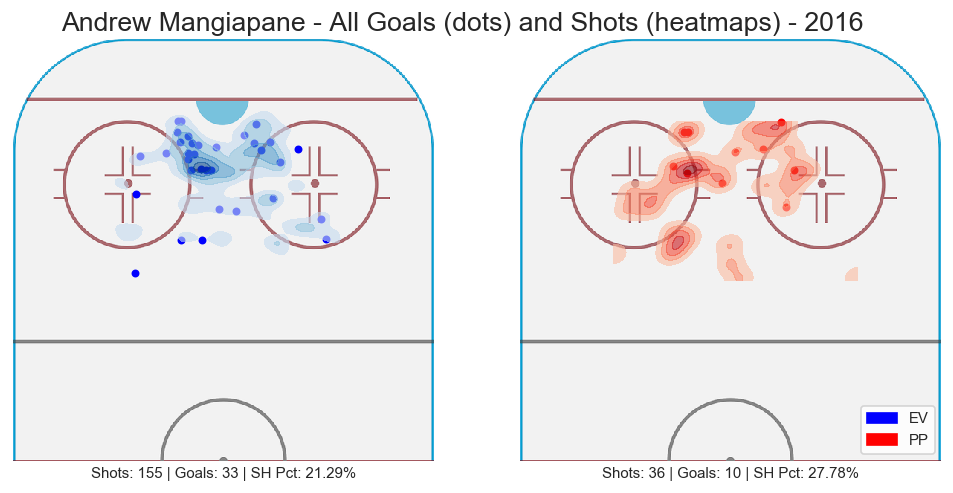 Andrew Mangiapane - All Goals (dots) and Shots (heatmaps) - 2016
EV
PP
Shots: 155 | Goals: 33 | SH Pct: 21.29%
Shots: 36 | Goals: 10 | SH Pct: 27.78%